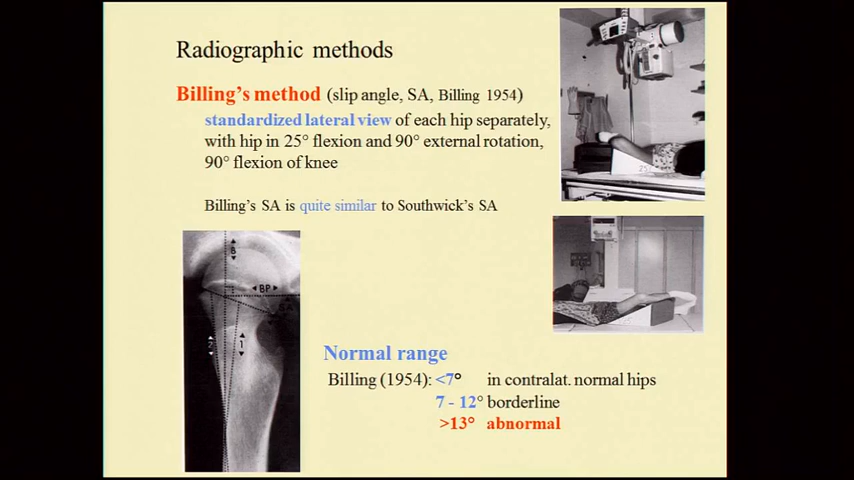 Radiographic methods
Billing's method (slip angle, SA, Billing 1954)
standardized lateral view of each hip separately,
with hip in 25° flexion and 90° external rotation,
90° flexion of knee
Billing's SA is quite similar to Southwick's SA
B
BP
2
1
Normal range
Billing (1954): <7° in contralat. normal hips
7 - 12° borderline
>13° abnormal